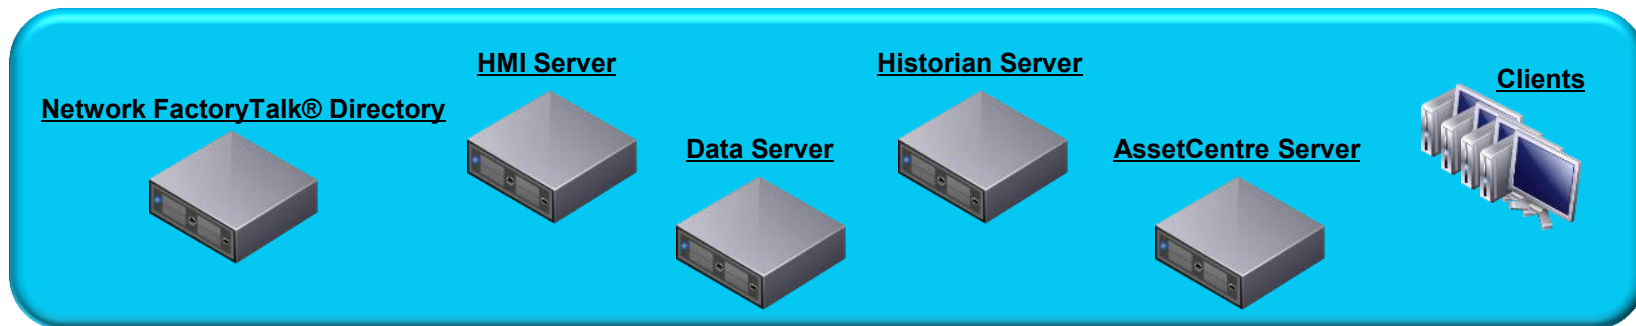 Network FactoryTalk® Directory
HMI Server
Data Server
Historian Server
AssetCentre Server
Clients